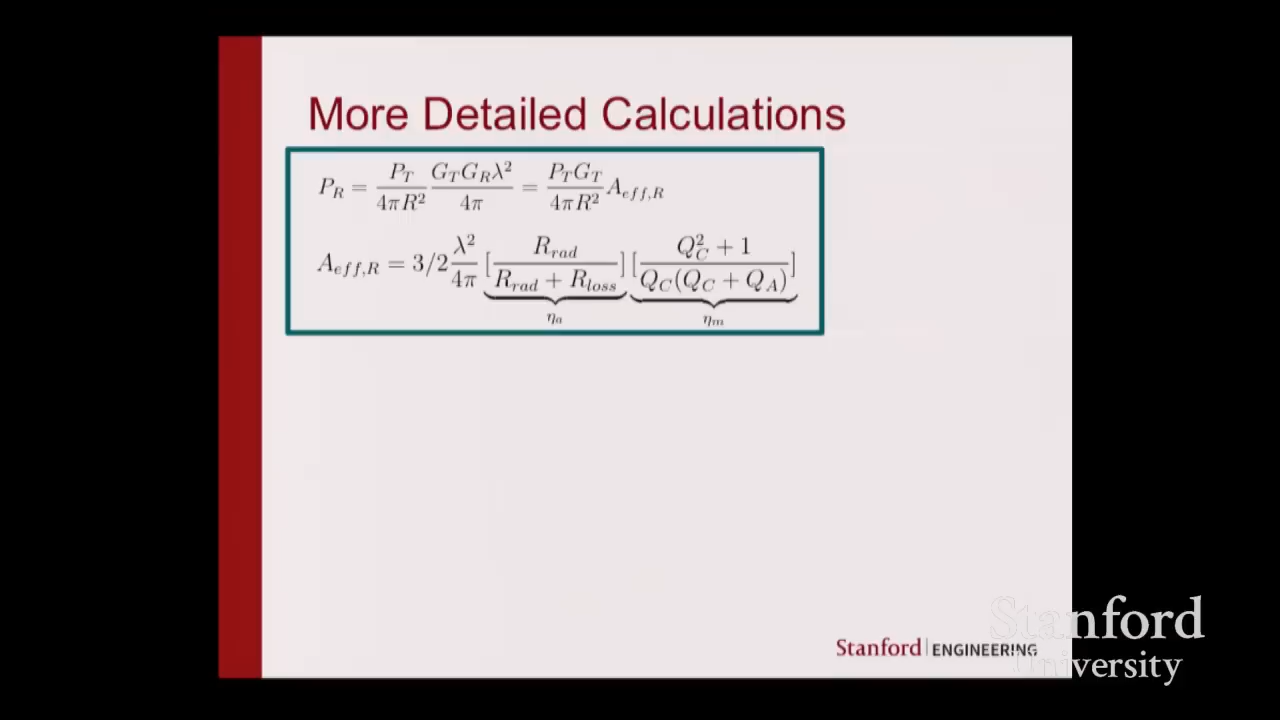 More Detailed Calculations
$P_R = \frac{P_T}{4\pi R^2} \frac{G_T G_R \lambda^2}{4\pi} = \frac{P_T G_T}{4\pi R^2} A_{eff,R}$
$A_{eff,R} = 3/2 \frac{\lambda^2}{4\pi} \underbrace{[\frac{R_{rad}}{R_{rad} + R_{loss}}]}_{\eta_a} \underbrace{[\frac{Q_C^2 + 1}{Q_C(Q_C + Q_A)}]}_{\eta_m}$
Stanford | ENGINEERING
Stanford
University